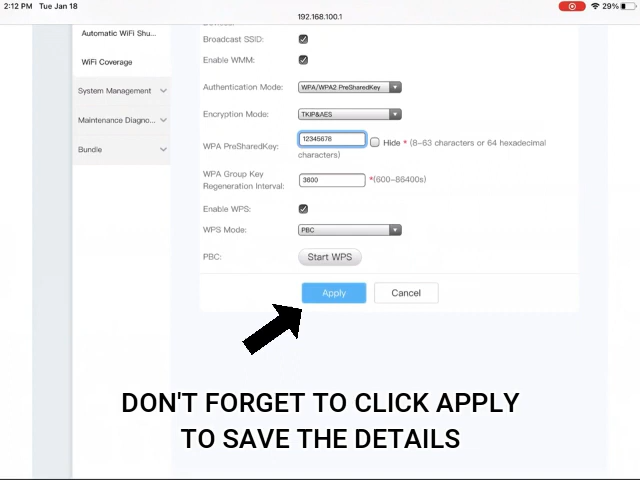 2:12 PM Tue Jan 18
29%
192.168.100.1
Automatic WiFi Shu...
WiFi Coverage
System Management
Maintenance Diagno...
Bundle
Broadcast SSID:
Enable WMM:
Authentication Mode: WPA/WPA2 PreSharedKey
Encryption Mode: TKIP&AES
WPA PreSharedKey: 12345678 Hide * (8-63 characters or 64 hexadecimal
characters)
WPA Group Key
Regeneration Interval: 3600 *(600-86400s)
Enable WPS:
WPS Mode: PBC
PBC: Start WPS
Apply Cancel
DON'T FORGET TO CLICK APPLY
TO SAVE THE DETAILS